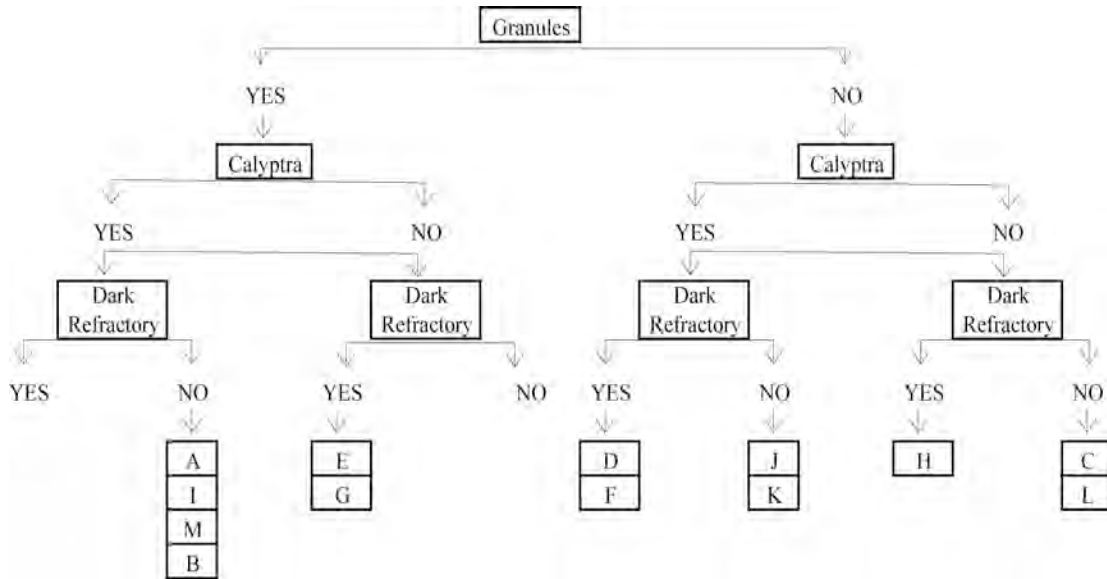 Granules
YES NO
Calyptra Calyptra
YES NO YES NO
Dark Dark Dark Dark
Refractory Refractory Refractory Refractory
YES NO YES NO YES NO YES NO
A E D J H C
I G F K L
M
B